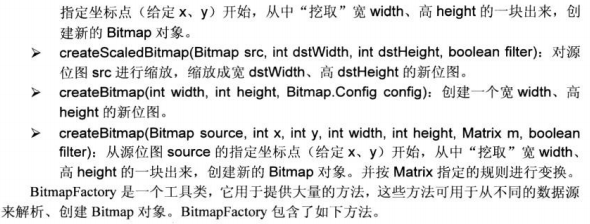 指定坐标点（给定 x、y）开始，从中“挖取”宽 width、高 height 的一块出来，创
建新的 Bitmap 对象。
➢ createScaledBitmap(Bitmap src, int dstWidth, int dstHeight, boolean filter)：对源
位图 src 进行缩放，缩放成宽 dstWidth、高 dstHeight 的新位图。
➢ createBitmap(int width, int height, Bitmap.Config config)：创建一个宽 width、高
height 的新位图。
➢ createBitmap(Bitmap source, int x, int y, int width, int height, Matrix m, boolean
filter)：从源位图 source 的指定坐标点（给定 x、y）开始，从中“挖取”宽 width、
高 height 的一块出来，创建新的 Bitmap 对象。并按 Matrix 指定的规则进行变换。
BitmapFactory 是一个工具类，它用于提供大量的方法，这些方法可用于从不同的数据源
来解析、创建 Bitmap 对象。BitmapFactory 包含了如下方法。